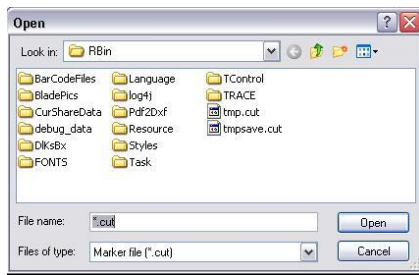 Open
Look in: RBin
BarCodeFiles Language TControl
BladePics log4j TRACE
CurShareData Pdf2Dxf tmp.cut
debug_data Resource tmpsave.cut
DlKsBx Styles
FONTS Task
File name: *.cut Open
Files of type: Marker file (*.cut) Cancel